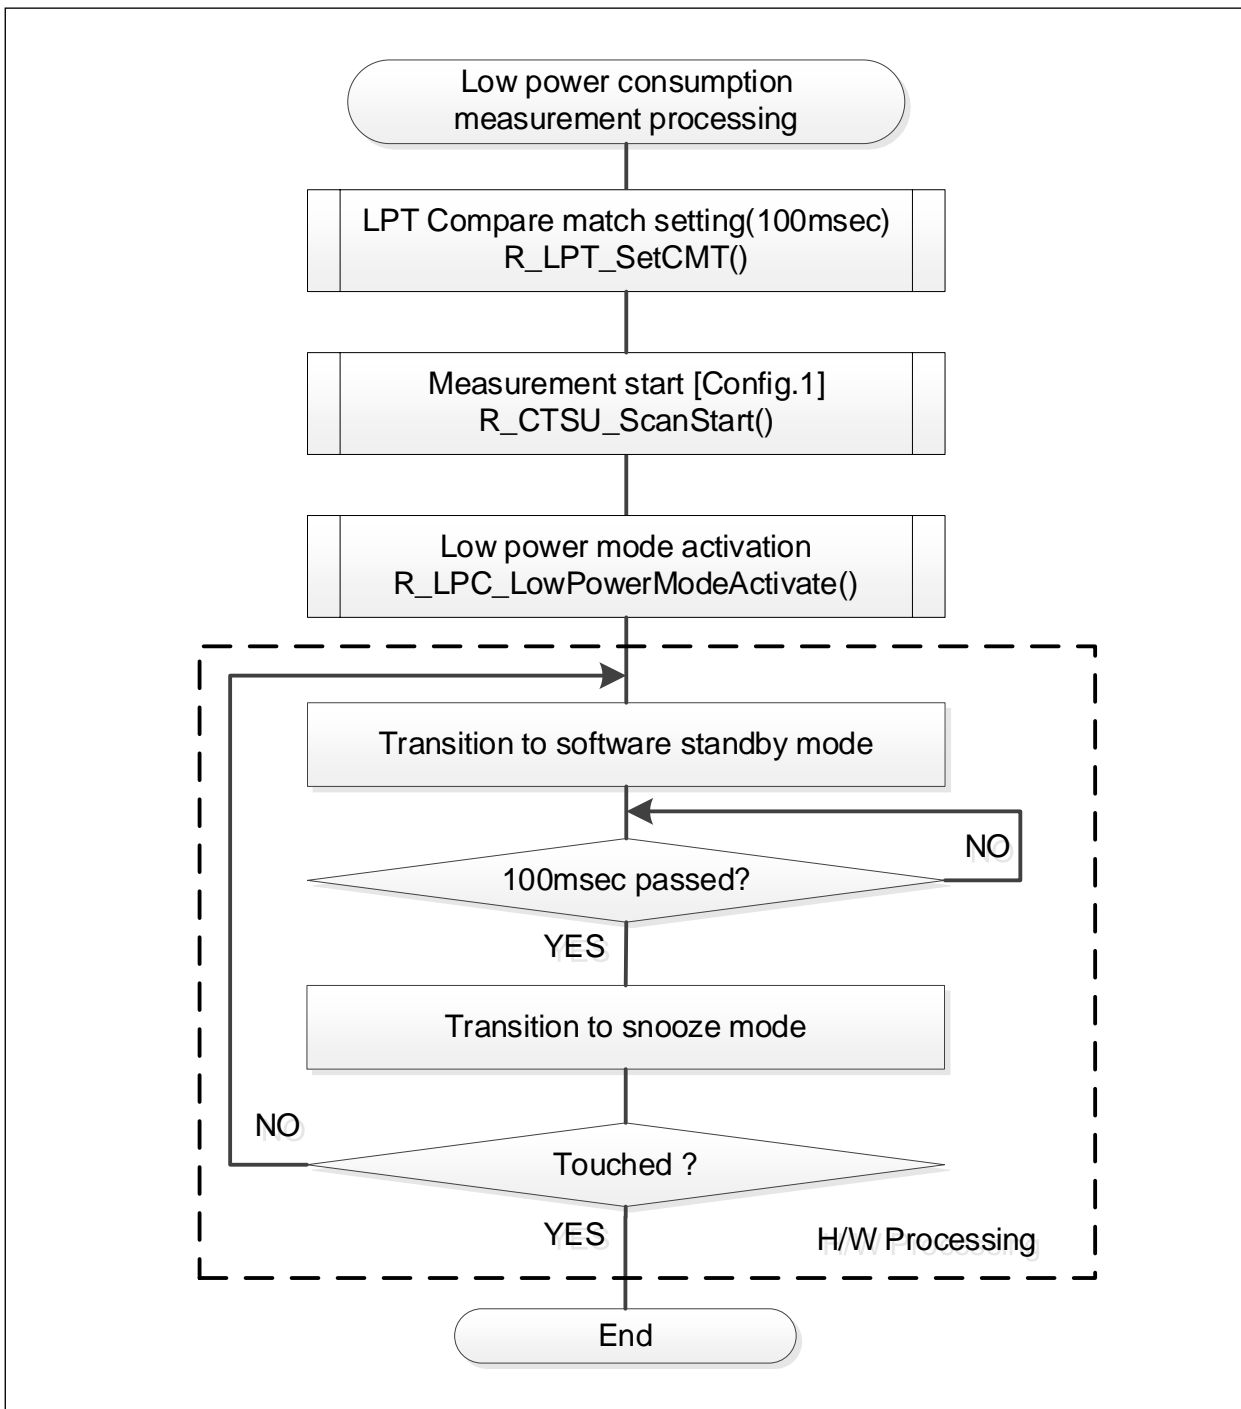 Low power consumption
measurement processing
LPT Compare match setting(100msec)
R_LPT_SetCMT()
Measurement start [Config.1]
R_CTSU_ScanStart()
Low power mode activation
R_LPC_LowPowerModeActivate()
Transition to software standby mode
NO
100msec passed?
YES
Transition to snooze mode
NO
Touched ?
YES
H/W Processing
End